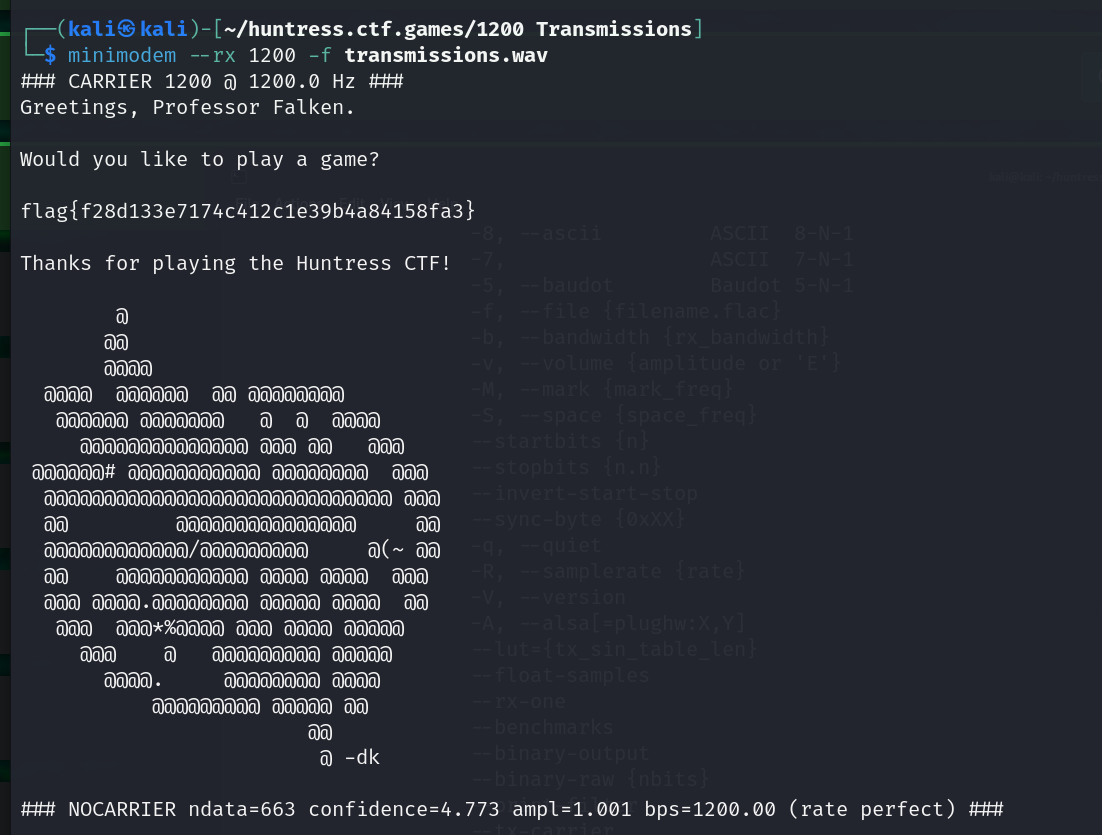 ┌──(kali㉿kali)-[~/huntress.ctf.games/1200 Transmissions]
└─$ minimodem --rx 1200 -f transmissions.wav
### CARRIER 1200 @ 1200.0 Hz ###
Greetings, Professor Falken.

Would you like to play a game?

flag{f28d133e7174c412c1e39b4a84158fa3}

Thanks for playing the Huntress CTF!

        @
       @@
       @@@@
  @@@@  @@@@@@  @@ @@@@@@@@
   @@@@@@ @@@@@@@   @  @  @@@@
     @@@@@@@@@@@@@@ @@@ @@   @@@
 @@@@@@# @@@@@@@@@@@ @@@@@@@@  @@@
  @@@@@@@@@@@@@@@@@@@@@@@@@@@@@ @@@
  @@         @@@@@@@@@@@@@@@     @@
  @@@@@@@@@@@@/@@@@@@@@@     @(~ @@
  @@    @@@@@@@@@@@ @@@@ @@@@  @@@
  @@@ @@@@.@@@@@@@@ @@@@@ @@@@  @@
   @@@  @@@*%@@@@ @@@ @@@@ @@@@@
     @@@    @   @@@@@@@@@ @@@@@
       @@@@.     @@@@@@@@ @@@@
           @@@@@@@@@ @@@@@ @@
                        @@
                         @ -dk

### NOCARRIER ndata=663 confidence=4.773 ampl=1.001 bps=1200.00 (rate perfect) ###
-8, --ascii         ASCII  8-N-1
-7,                 ASCII  7-N-1
-5, --baudot        Baudot 5-N-1
-f, --file {filename.flac}
-b, --bandwidth {rx_bandwidth}
-v, --volume {amplitude or 'E'}
-M, --mark {mark_freq}
-S, --space {space_freq}
--startbits {n}
--stopbits {n.n}
--invert-start-stop
--sync-byte {0xXX}
-q, --quiet
-R, --samplerate {rate}
-V, --version
-A, --alsa[=plughw:X,Y]
--lut={tx_sin_table_len}
--float-samples
--rx-one
--benchmarks
--binary-output
--binary-raw {nbits}
--tx-carrier